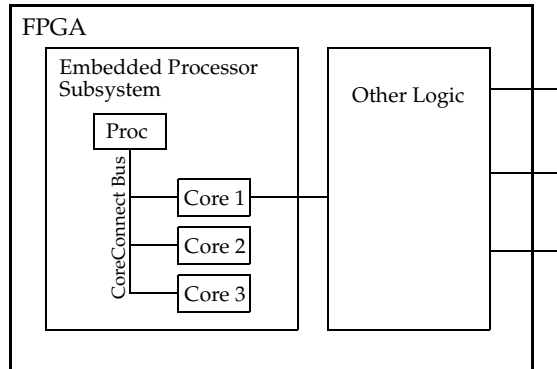 FPGA
Embedded Processor
Subsystem
Other Logic
Proc
CoreConnect Bus
Core 1
Core 2
Core 3